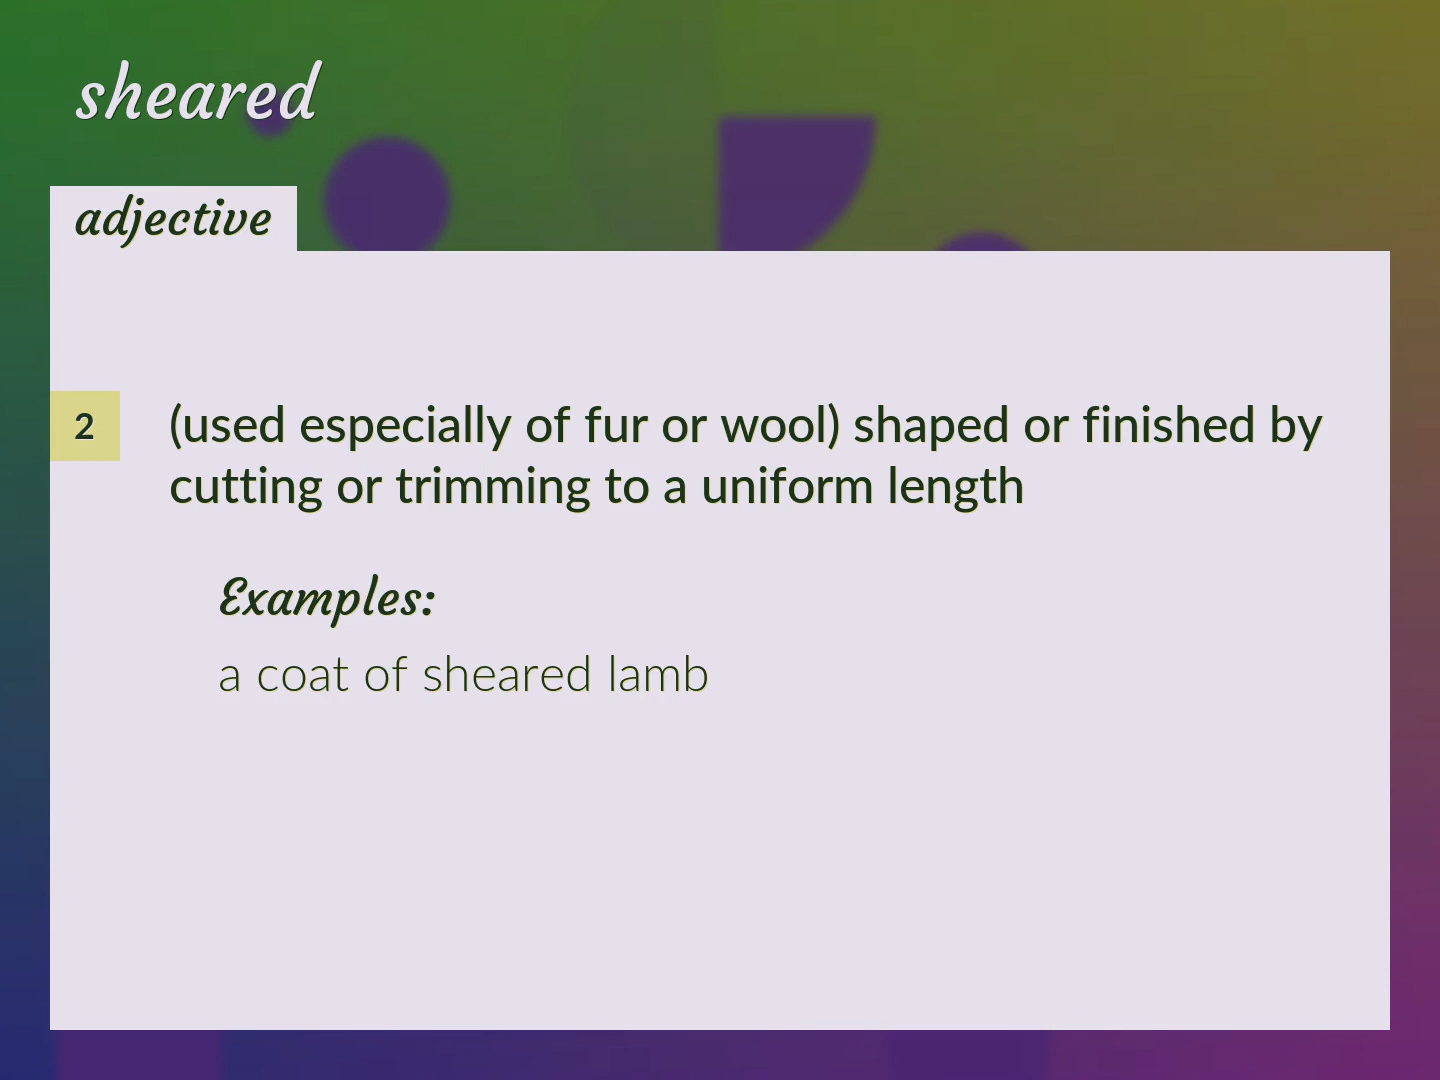 sheared
adjective
2
(used especially of fur or wool) shaped or finished by
cutting or trimming to a uniform length
Examples:
a coat of sheared lamb